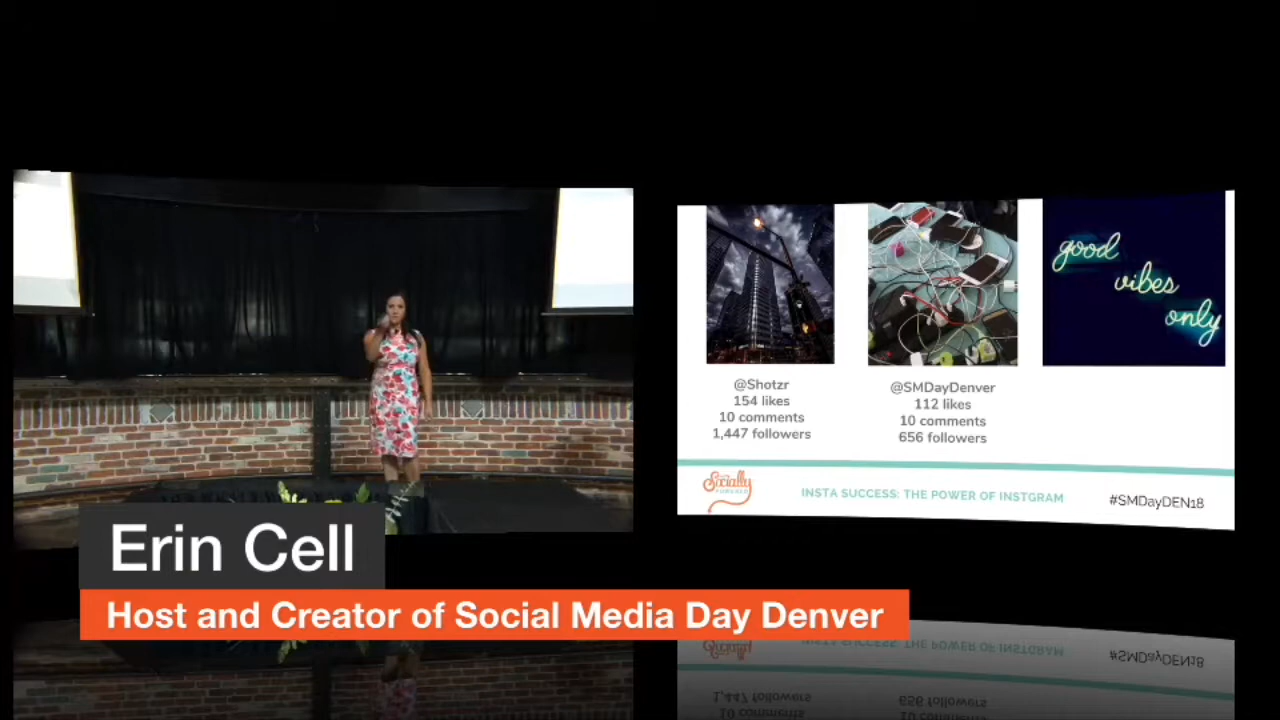 good
vibes
only
@Shotzr
154 likes
10 comments
1,447 followers
@SMDayDenver
112 likes
10 comments
656 followers
Socially
POWERED
INSTA SUCCESS: THE POWER OF INSTGRAM
#SMDayDEN18
Erin Cell
Host and Creator of Social Media Day Denver